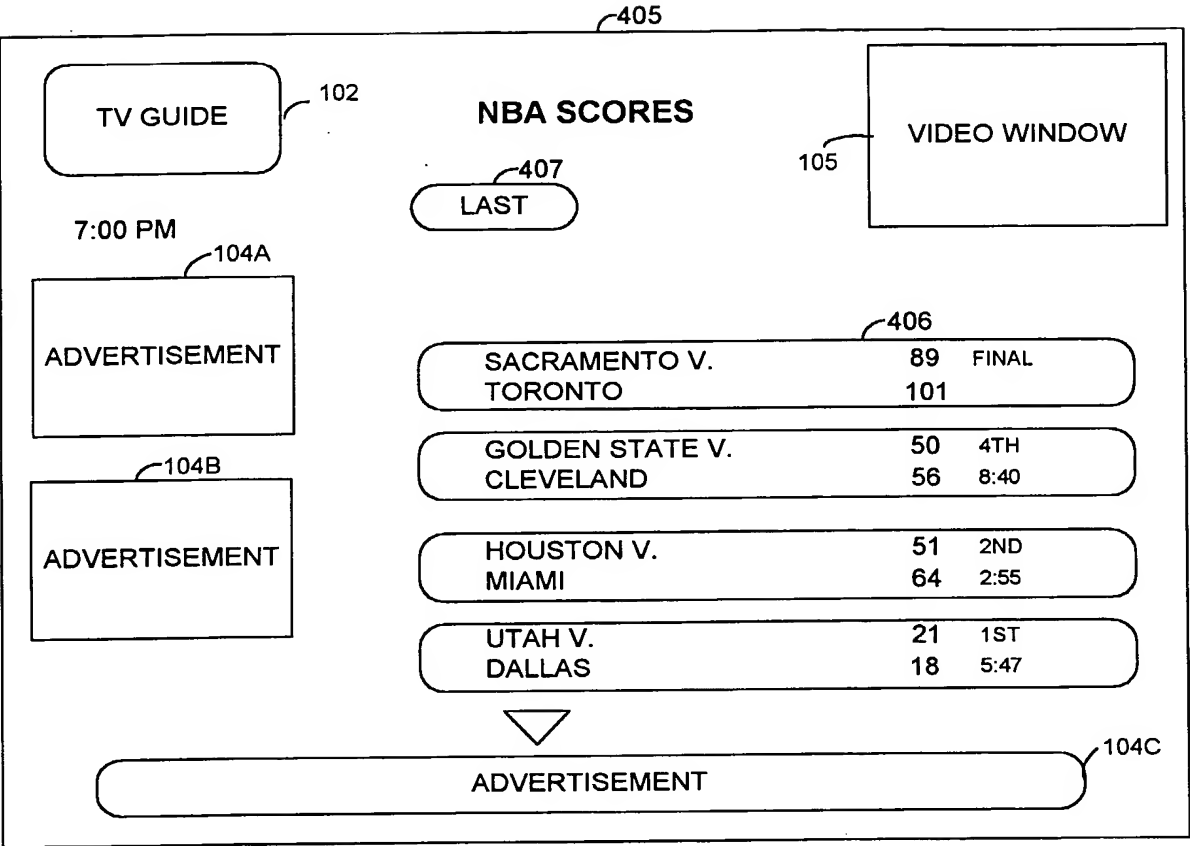 405
TV GUIDE
102
NBA SCORES
VIDEO WINDOW
105
407
LAST
7:00 PM
104A
ADVERTISEMENT
406
SACRAMENTO V. 89 FINAL
TORONTO 101
GOLDEN STATE V. 50 4TH
CLEVELAND 56 8:40
104B
ADVERTISEMENT
HOUSTON V. 51 2ND
MIAMI 64 2:55
UTAH V. 21 1ST
DALLAS 18 5:47
104C
ADVERTISEMENT